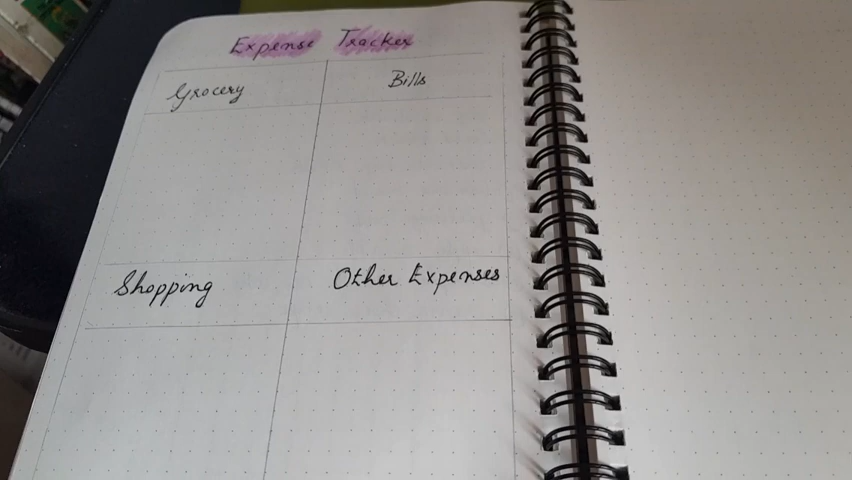 Expense Tracker
Grocery
Bills
Shopping
Other Expenses